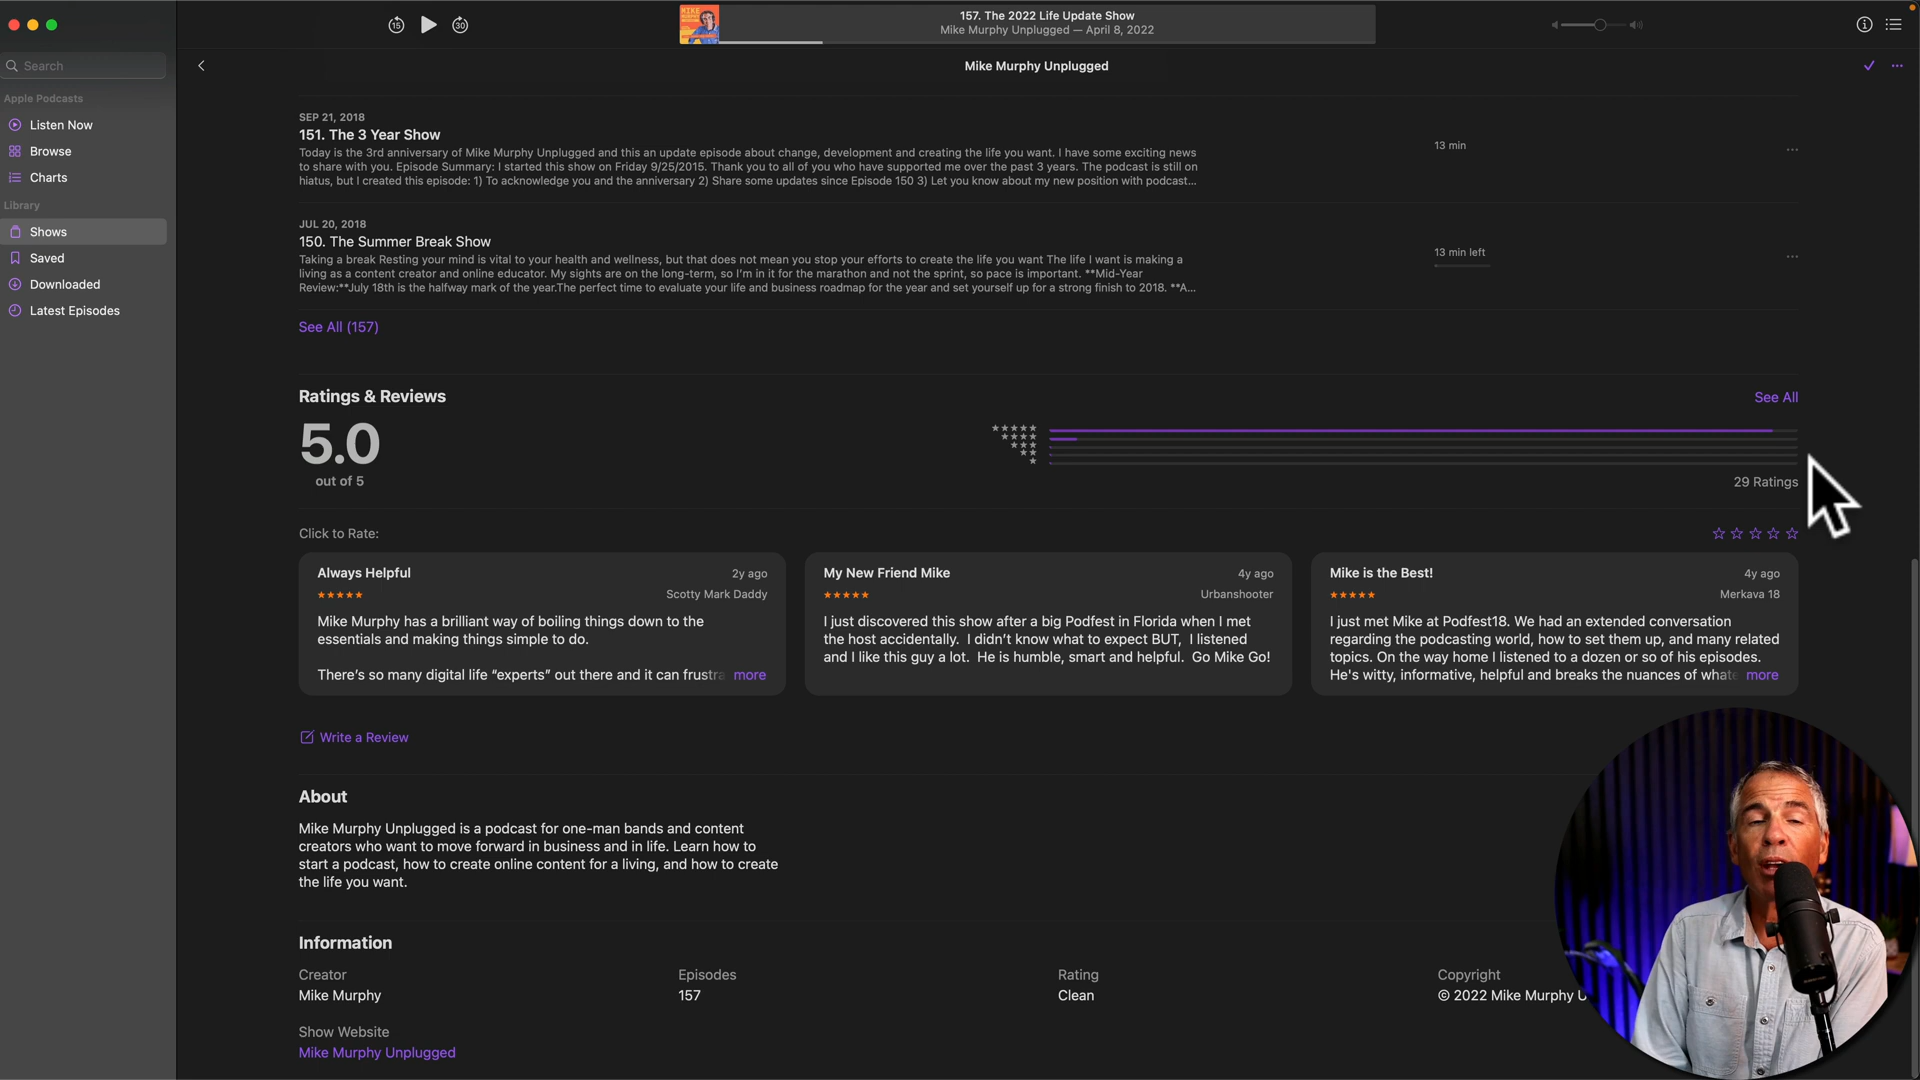 15
30
157. The 2022 Life Update Show
Mike Murphy Unplugged — April 8, 2022
Search
Mike Murphy Unplugged
Apple Podcasts
Listen Now
Browse
Charts
Library
Shows
Saved
Downloaded
Latest Episodes
SEP 21, 2018
151. The 3 Year Show
Today is the 3rd anniversary of Mike Murphy Unplugged and this an update episode about change, development and creating the life you want. I have some exciting news
to share with you. Episode Summary: I started this show on Friday 9/25/2015. Thank you to all of you who have supported me over the past 3 years. The podcast is still on
hiatus, but I created this episode: 1) To acknowledge you and the anniversary 2) Share some updates since Episode 150 3) Let you know about my new position with podcast...
13 min
JUL 20, 2018
150. The Summer Break Show
Taking a break Resting your mind is vital to your health and wellness, but that does not mean you stop your efforts to create the life you want The life I want is making a
living as a content creator and online educator. My sights are on the long-term, so I'm in it for the marathon and not the sprint, so pace is important. **Mid-Year
Review:**July 18th is the halfway mark of the year.The perfect time to evaluate your life and business roadmap for the year and set yourself up for a strong finish to 2018. **A...
13 min left
See All (157)
Ratings & Reviews
See All
5.0
out of 5
29 Ratings
Click to Rate:
Always Helpful
2y ago
Scotty Mark Daddy
Mike Murphy has a brilliant way of boiling things down to the
essentials and making things simple to do.
There's so many digital life “experts” out there and it can frustra more
My New Friend Mike
4y ago
Urbanshooter
I just discovered this show after a big Podfest in Florida when I met
the host accidentally. I didn't know what to expect BUT, I listened
and I like this guy a lot. He is humble, smart and helpful. Go Mike Go!
Mike is the Best!
4y ago
Merkava 18
I just met Mike at Podfest18. We had an extended conversation
regarding the podcasting world, how to set them up, and many related
topics. On the way home I listened to a dozen or so of his episodes.
He's witty, informative, helpful and breaks the nuances of whate more
Write a Review
About
Mike Murphy Unplugged is a podcast for one-man bands and content
creators who want to move forward in business and in life. Learn how to
start a podcast, how to create online content for a living, and how to create
the life you want.
Information
Creator
Mike Murphy
Episodes
157
Rating
Clean
Copyright
© 2022 Mike Murphy U
Show Website
Mike Murphy Unplugged